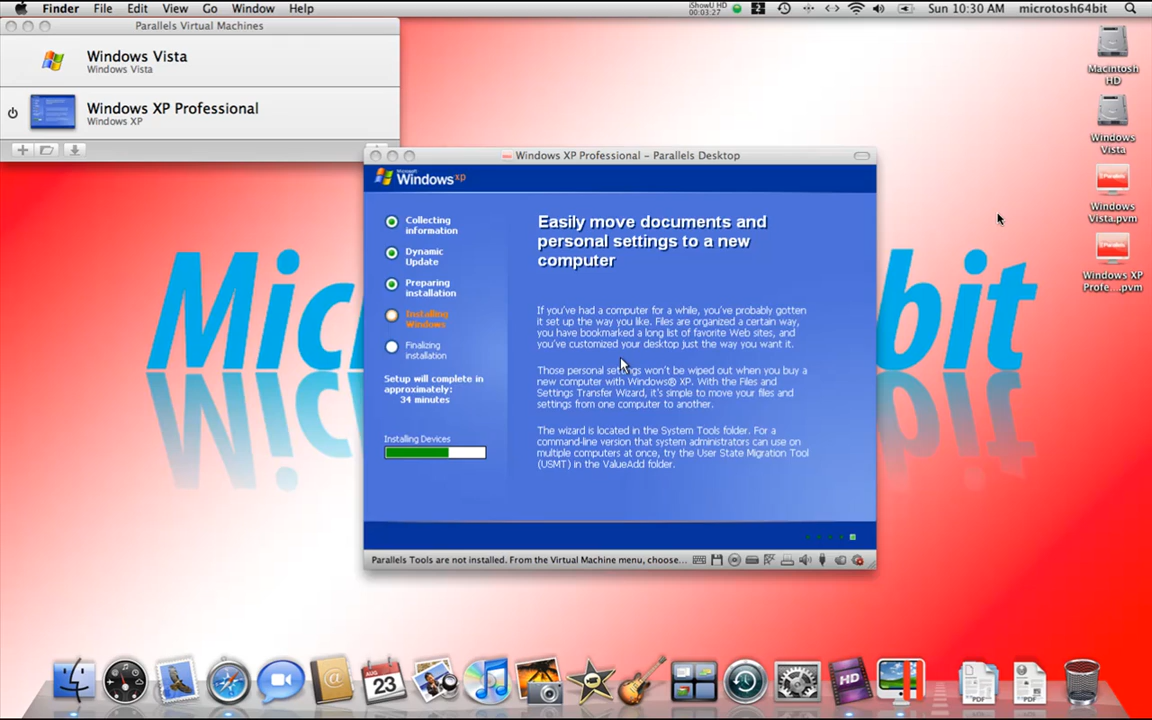 Finder File Edit View Go Window Help
iShowU HD
00:03:27
Sun 10:30 AM microtosh64bit
Parallels Virtual Machines
Windows Vista
Windows Vista
Windows XP Professional
Windows XP
Macintosh
HD
Windows
Vista
Windows
Vista.pvm
Windows XP
Profe....pvm
Windows XP Professional – Parallels Desktop
Microsoft
Windows xp
Collecting
information
Dynamic
Update
Preparing
installation
Installing
Windows
Finalizing
installation
Setup will complete in
approximately:
34 minutes
Installing Devices
Easily move documents and
personal settings to a new
computer
If you've had a computer for a while, you've probably gotten
it set up the way you like. Files are organized a certain way,
you have bookmarked a long list of favorite Web sites, and
you've customized your desktop just the way you want it.
Those personal settings won't be wiped out when you buy a
new computer with Windows® XP. With the Files and
Settings Transfer Wizard, it's simple to move your files and
settings from one computer to another.
The wizard is located in the System Tools folder. For a
command-line version that system administrators can use on
multiple computers at once, try the User State Migration Tool
(USMT) in the ValueAdd folder.
Parallels Tools are not installed. From the Virtual Machine menu, choose...
Mic
bit
AUG
23
HD
PDF
PDF